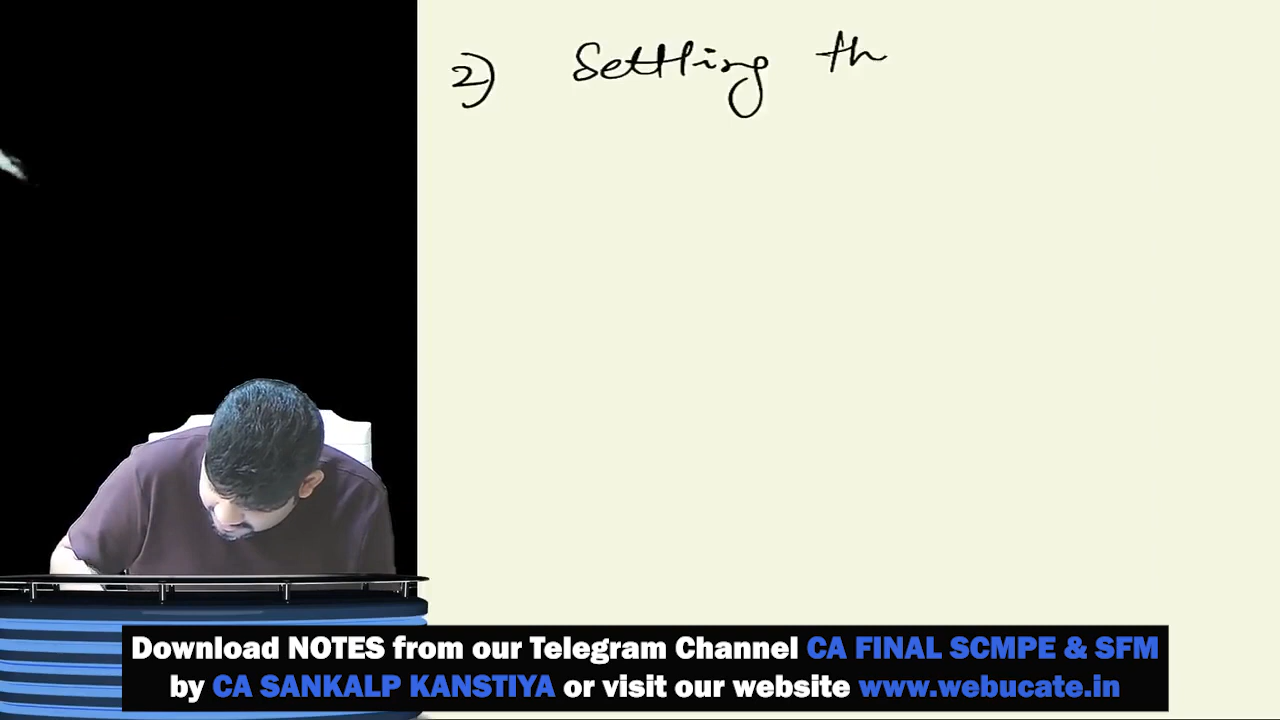 2) Settling th
Download NOTES from our Telegram Channel CA FINAL SCMPE & SFM
by CA SANKALP KANSTIYA or visit our website www.webucate.in